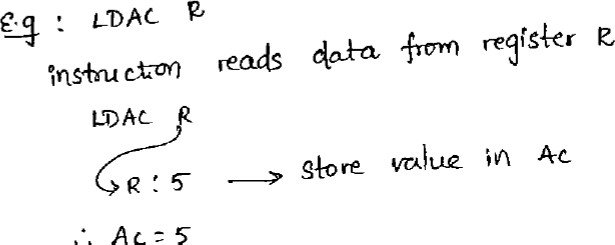 E.g : LDAC R
instruction reads data from register R
LDAC R
R : 5 → store value in AC
∴ AC = 5